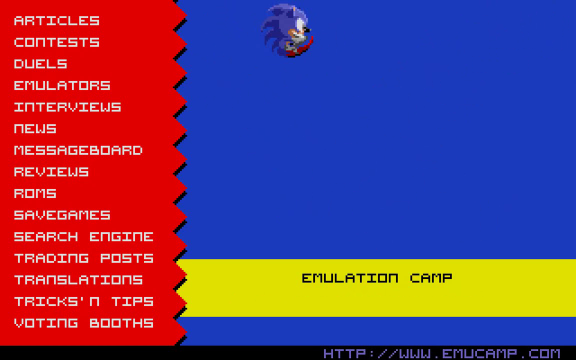 ARTICLES
CONTESTS
DUELS
EMULATORS
INTERVIEWS
NEWS
MESSAGEBOARD
REVIEWS
ROMS
SAVEGAMES
SEARCH ENGINE
TRADING POSTS
TRANSLATIONS
TRICKS'N TIPS
VOTING BOOTHS
EMULATION CAMP
HTTP://WWW.EMUCAMP.COM